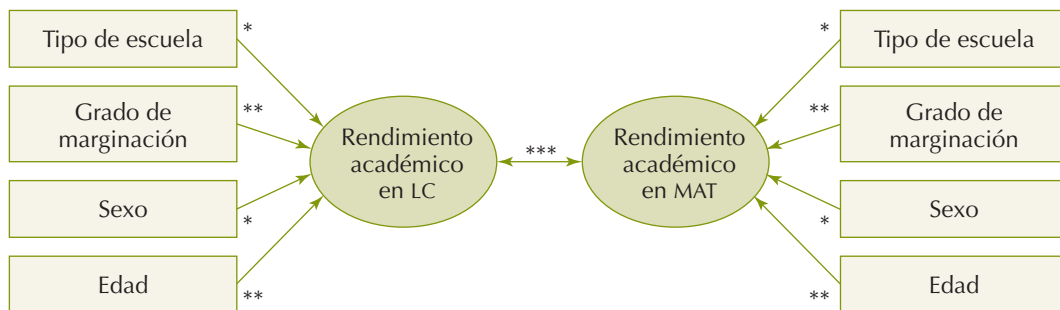 Tipo de escuela
*
Grado de
marginación
**
Sexo
*
Edad
**
Rendimiento
académico
en LC
***
Rendimiento
académico
en MAT
*
Tipo de escuela
**
Grado de
marginación
*
Sexo
**
Edad